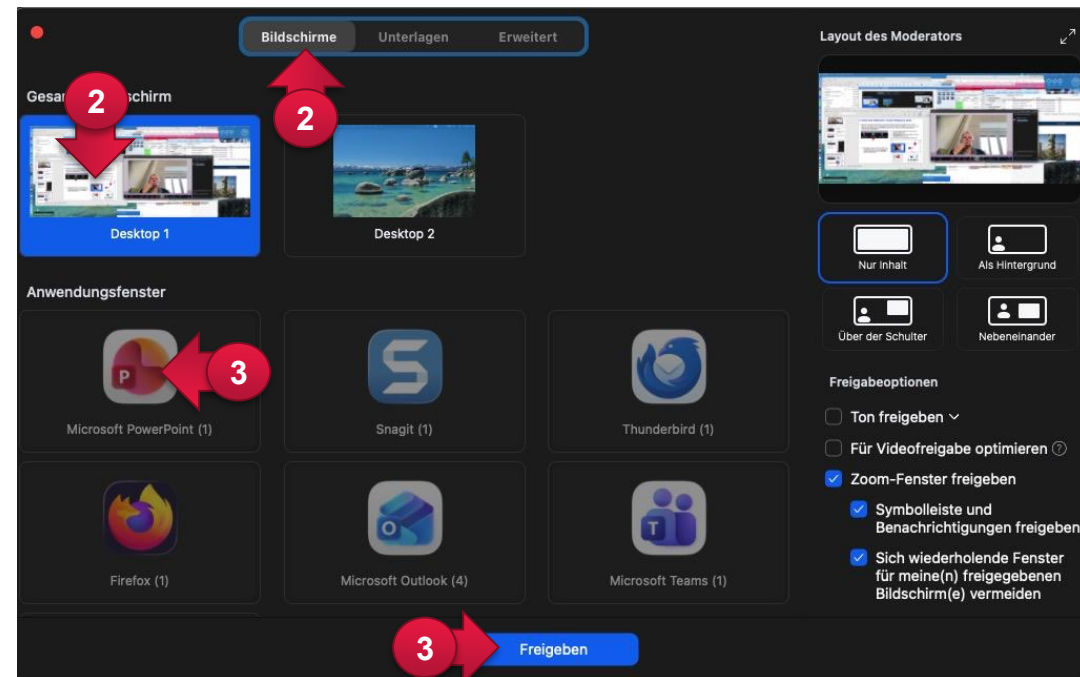 Bildschirme Unterlagen Erweitert
Layout des Moderators
2
2
schirm
Desktop 1
Desktop 2
Nur Inhalt
Als Hintergrund
Über der Schulter
Nebeneinander
Anwendungsfenster
P
3
S
Microsoft PowerPoint (1)
Snagit (1)
Thunderbird (1)
O
T
Firefox (1)
Microsoft Outlook (4)
Microsoft Teams (1)
Freigabeoptionen
Ton freigeben
Für Videofreigabe optimieren ?
Zoom-Fenster freigeben
Symbolleiste und
Benachrichtigungen freigeben
Sich wiederholende Fenster
für meine(n) freigegebenen
Bildschirm(e) vermeiden
3
Freigeben